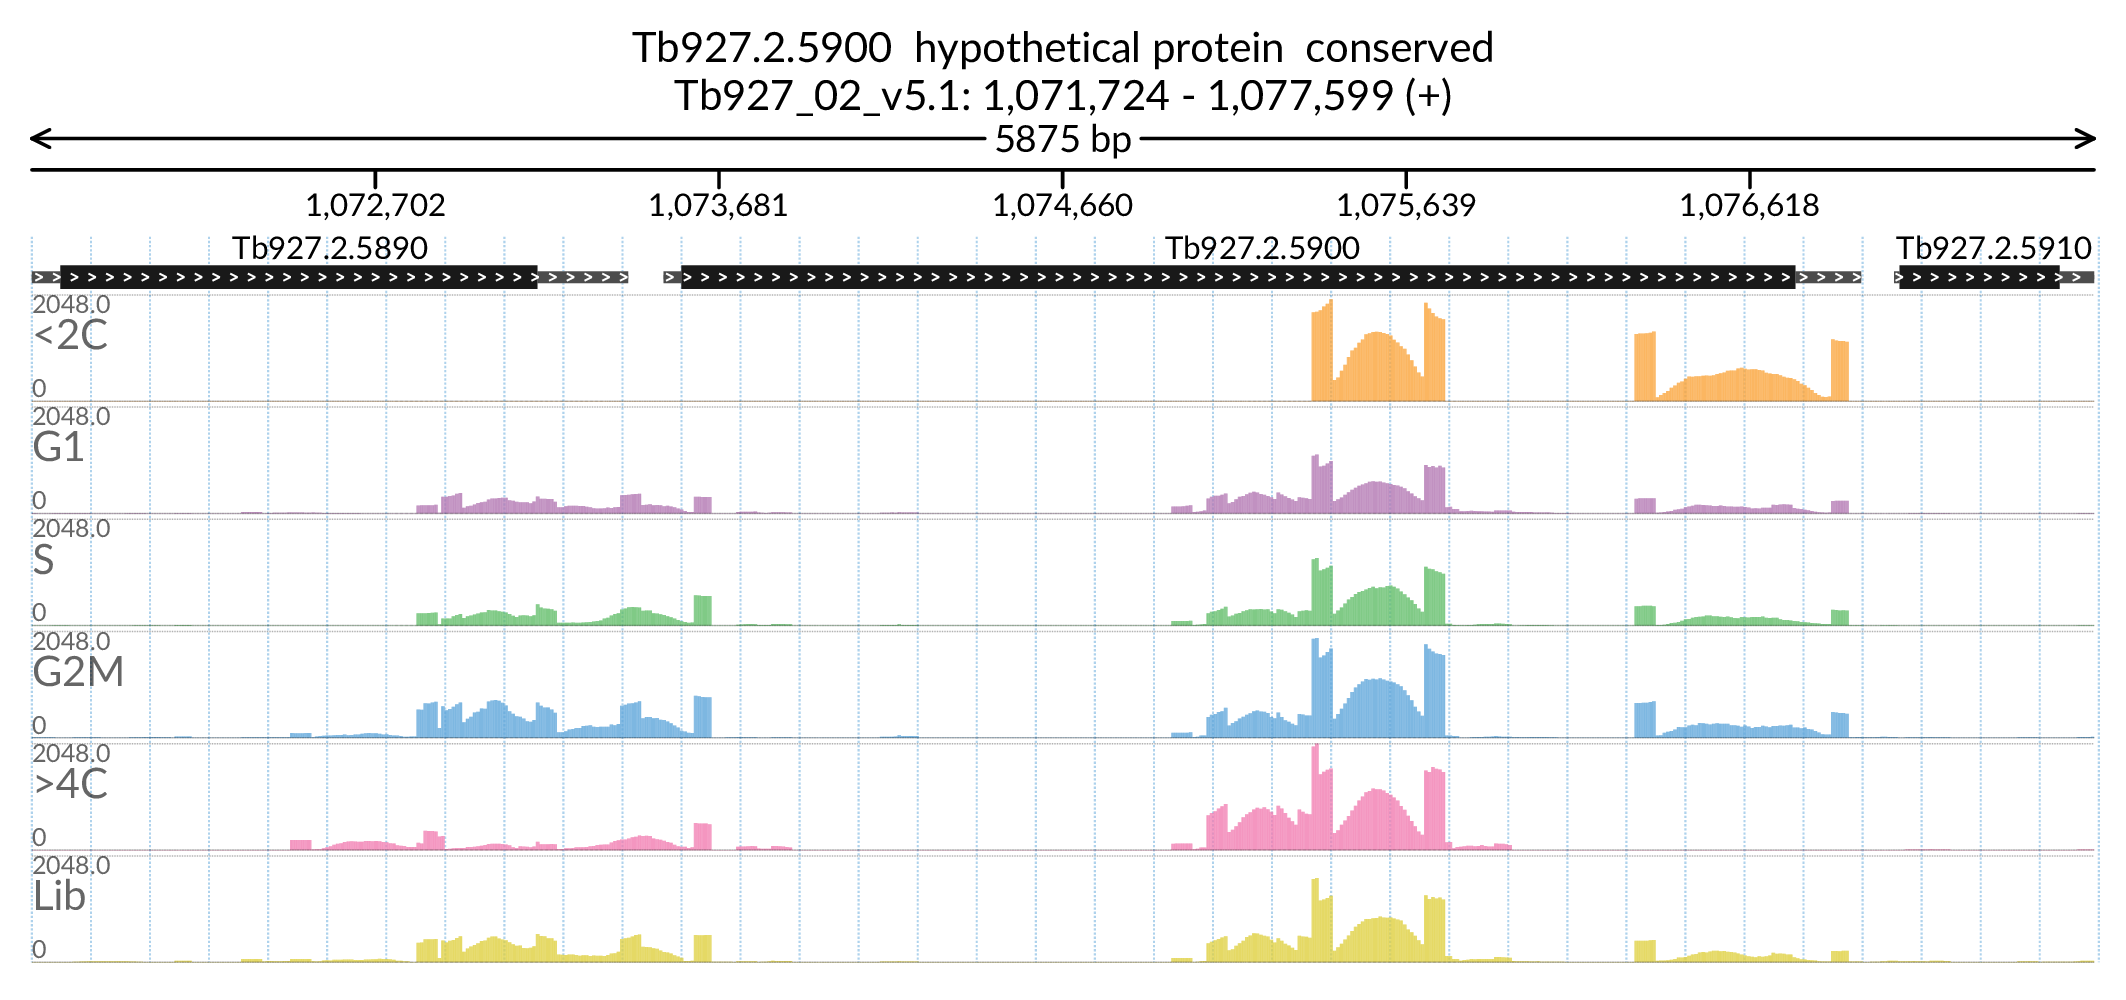 Tb927.2.5900 hypothetical protein conserved
Tb927_02_v5.1: 1,071,724 - 1,077,599 (+)
5875 bp
1,072,702 1,073,681 1,074,660 1,075,639 1,076,618
Tb927.2.5890 Tb927.2.5900 Tb927.2.5910
2048.0
<2C
0
2048.0
G1
0
2048.0
S
0
2048.0
G2M
0
2048.0
>4C
0
2048.0
Lib
0